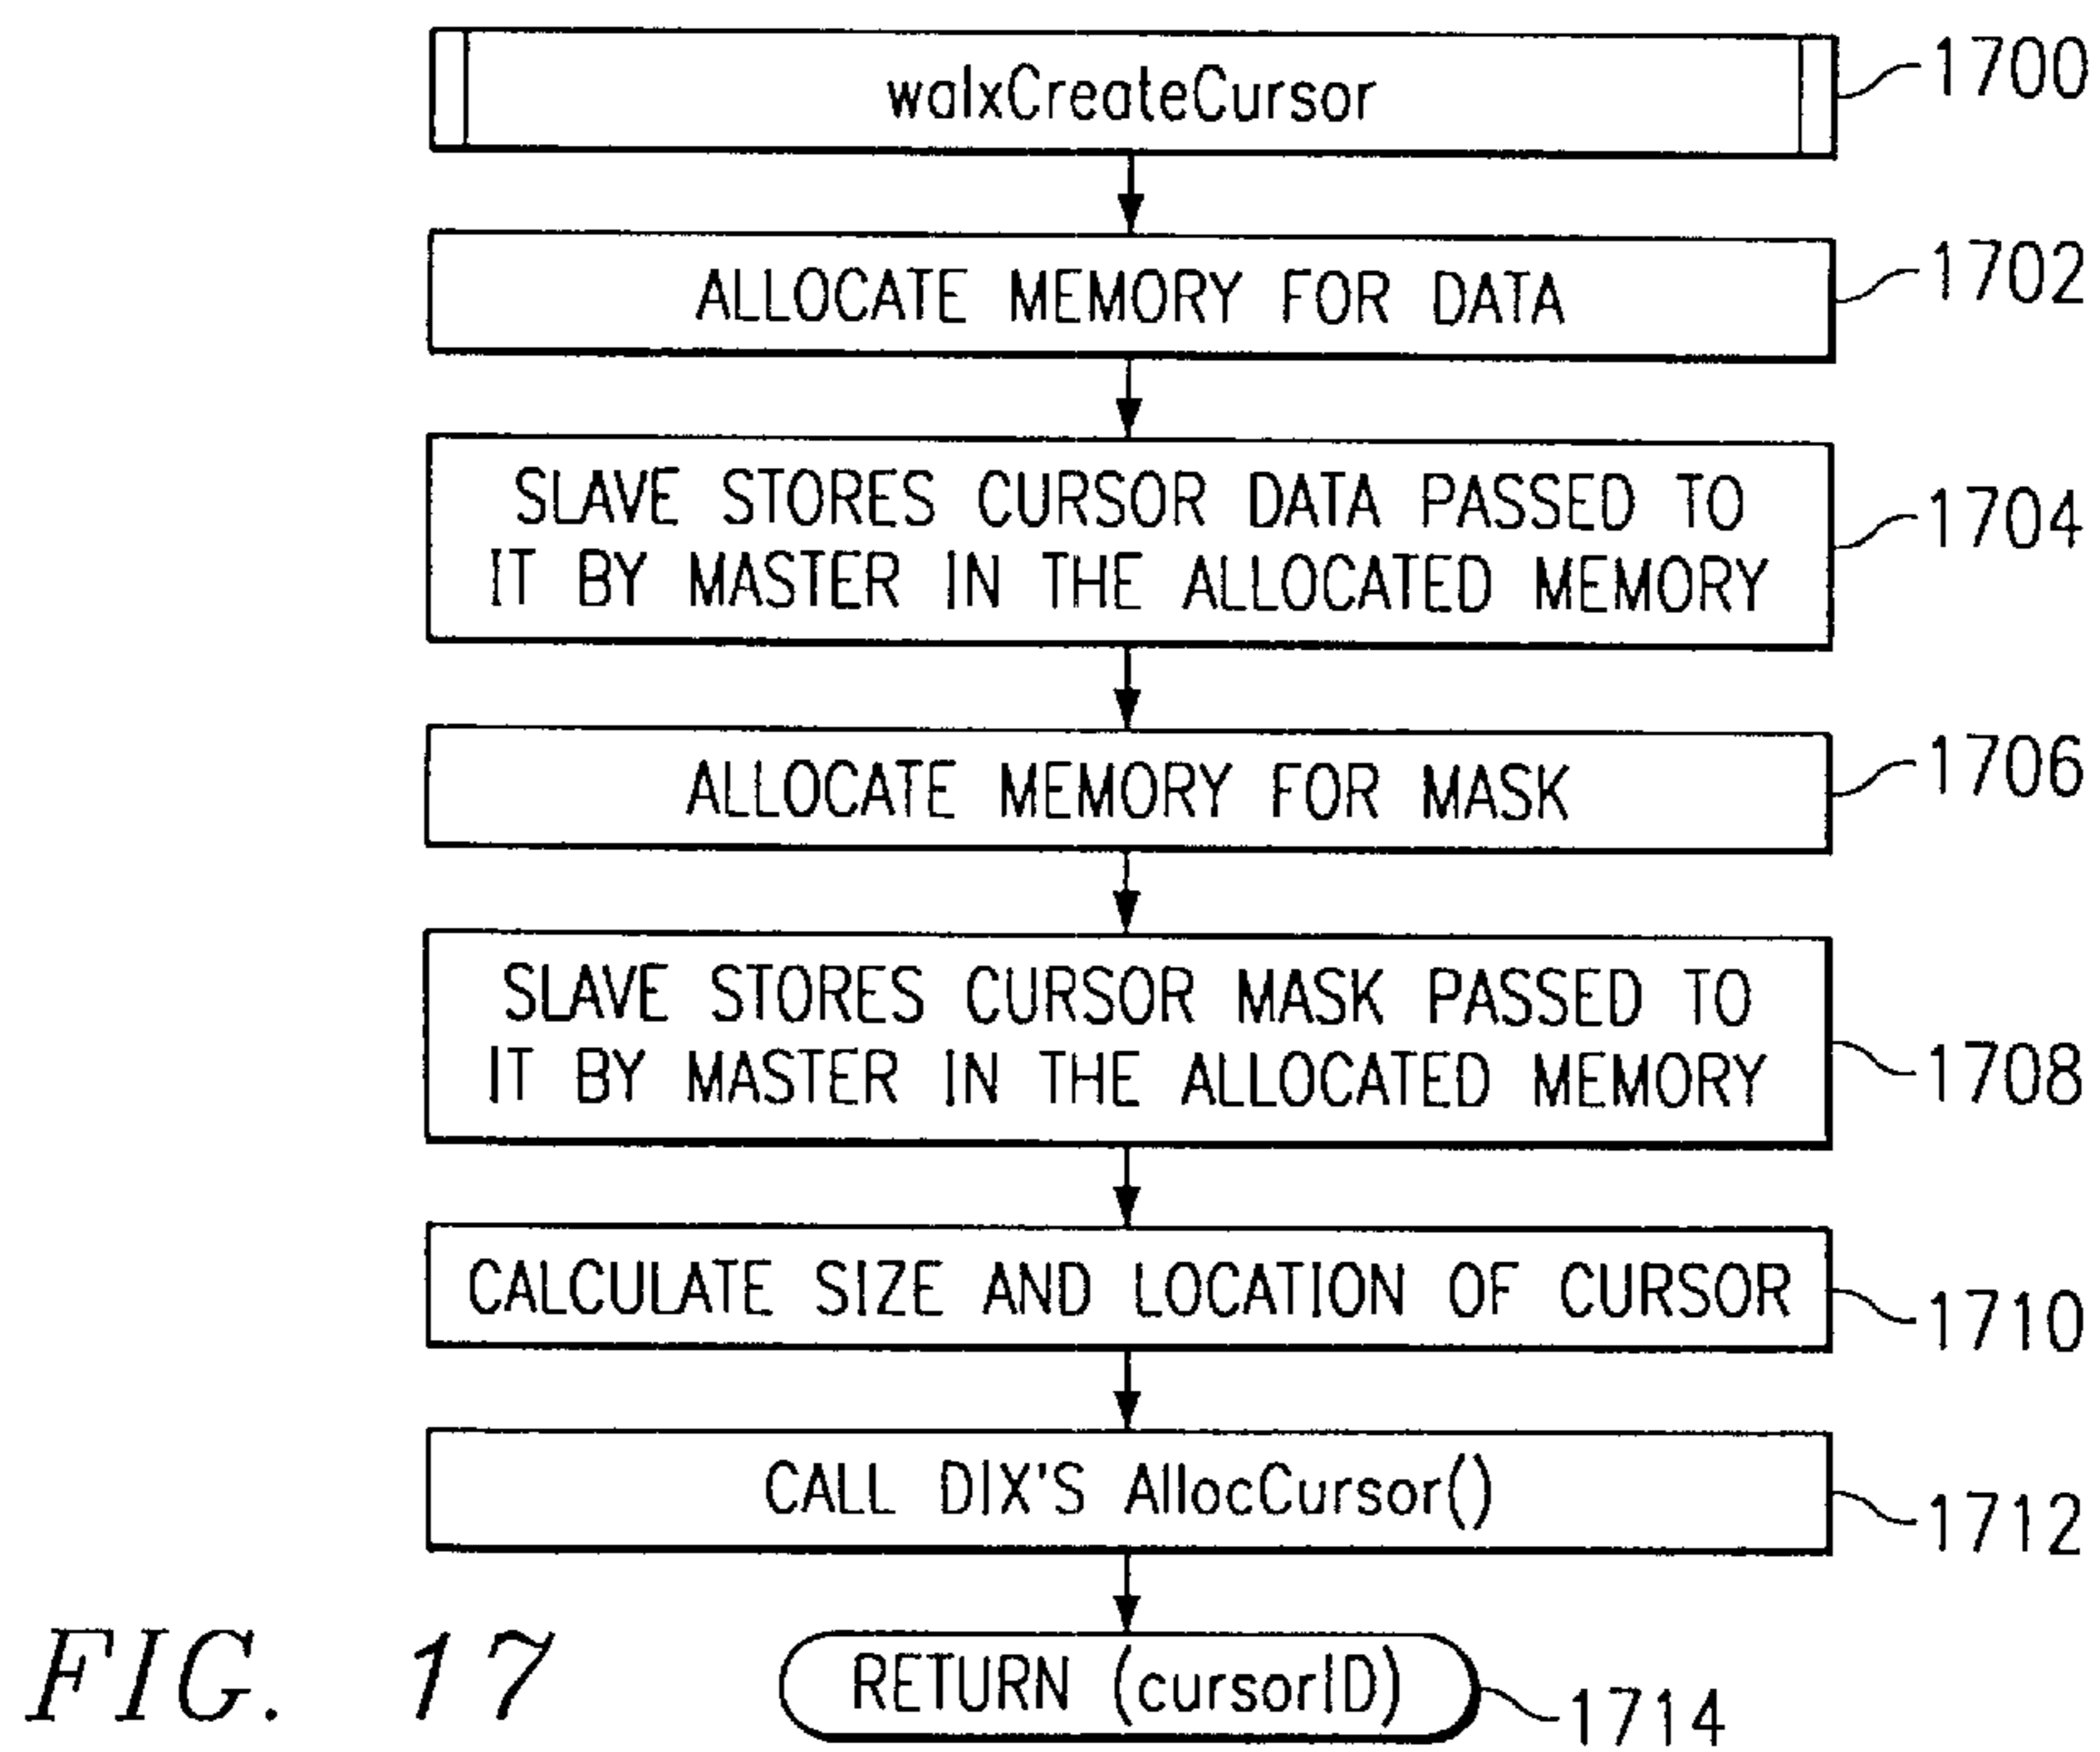 walxCreateCursor
1700
ALLOCATE MEMORY FOR DATA
1702
SLAVE STORES CURSOR DATA PASSED TO
IT BY MASTER IN THE ALLOCATED MEMORY
1704
ALLOCATE MEMORY FOR MASK
1706
SLAVE STORES CURSOR MASK PASSED TO
IT BY MASTER IN THE ALLOCATED MEMORY
1708
CALCULATE SIZE AND LOCATION OF CURSOR
1710
CALL DIX'S AllocCursor()
1712
RETURN (cursorID)
1714
FIG. 17